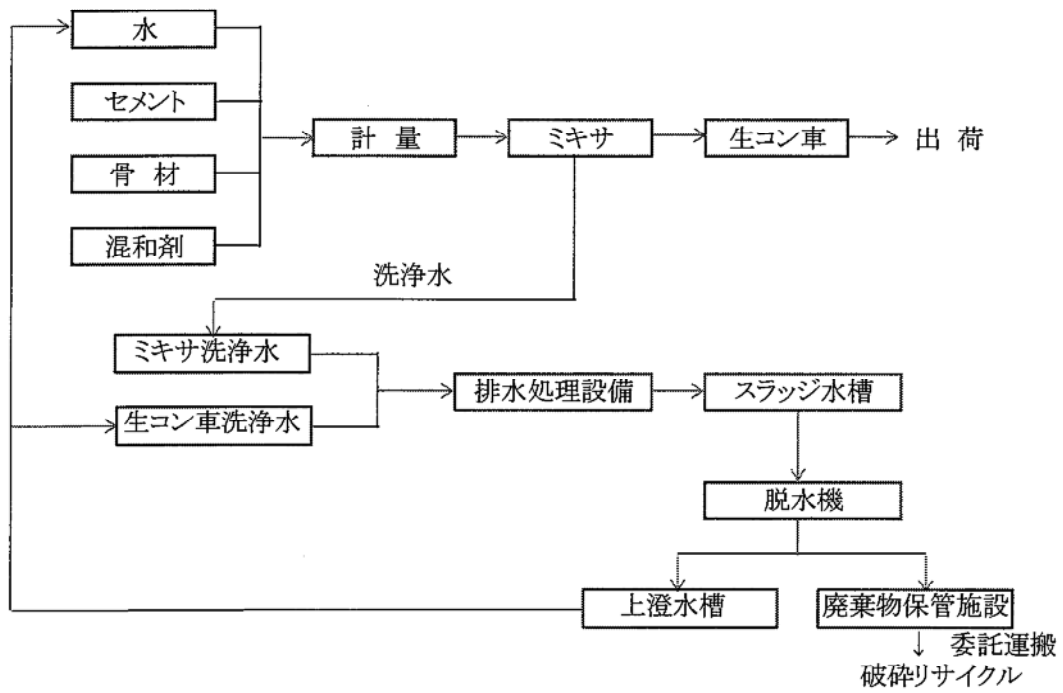 水
セメント
骨 材
混和剤
計 量
ミキサ
生コン車
出 荷
洗浄水
ミキサ洗浄水
生コン車洗浄水
排水処理設備
スラッジ水槽
脱水機
上澄水槽
廃棄物保管施設
↓ 委託運搬
破砕リサイクル